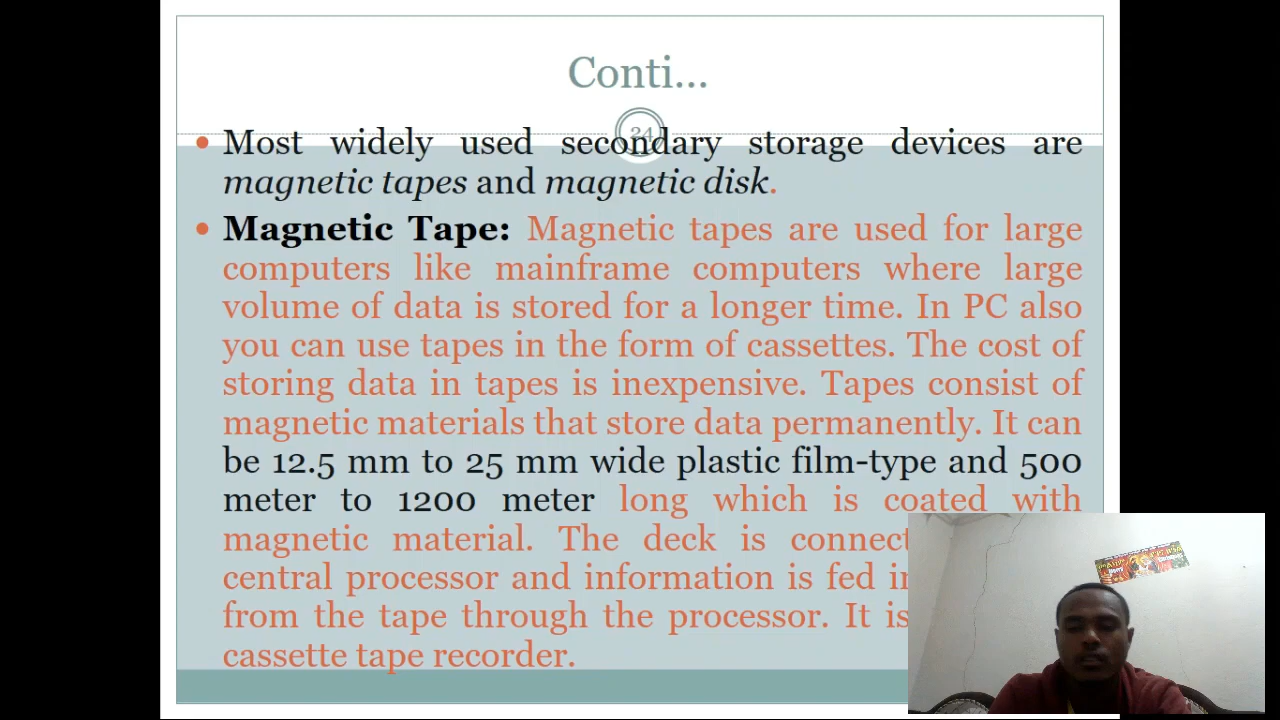 Conti...
24
Most widely used secondary storage devices are
magnetic tapes and magnetic disk.
Magnetic Tape: Magnetic tapes are used for large
computers like mainframe computers where large
volume of data is stored for a longer time. In PC also
you can use tapes in the form of cassettes. The cost of
storing data in tapes is inexpensive. Tapes consist of
magnetic materials that store data permanently. It can
be 12.5 mm to 25 mm wide plastic film-type and 500
meter to 1200 meter long which is coated with
magnetic material. The deck is connect
central processor and information is fed in
from the tape through the processor. It is
cassette tape recorder.